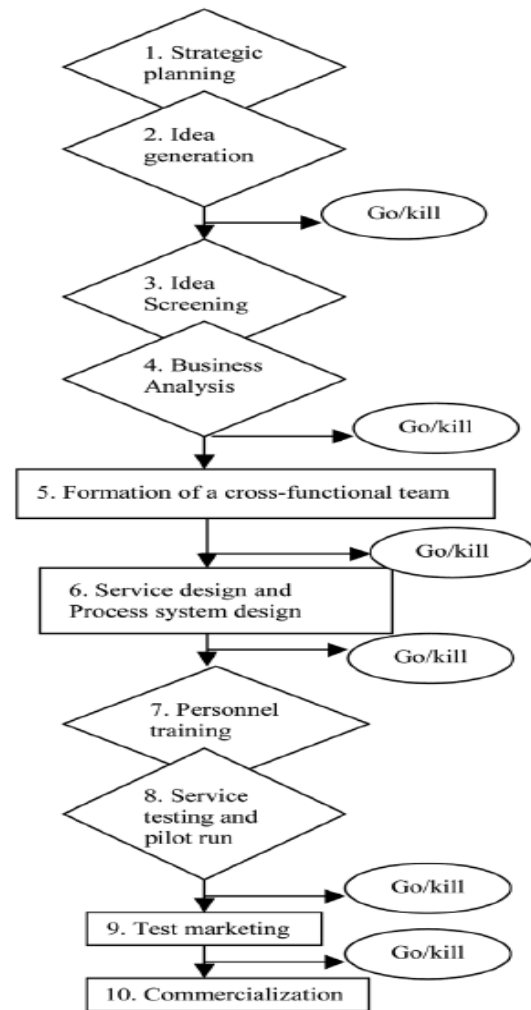 1. Strategic
planning
2. Idea
generation
Go/kill
3. Idea
Screening
4. Business
Analysis
Go/kill
5. Formation of a cross-functional team
Go/kill
6. Service design and
Process system design
Go/kill
7. Personnel
training
8. Service
testing and
pilot run
Go/kill
9. Test marketing
Go/kill
10. Commercialization